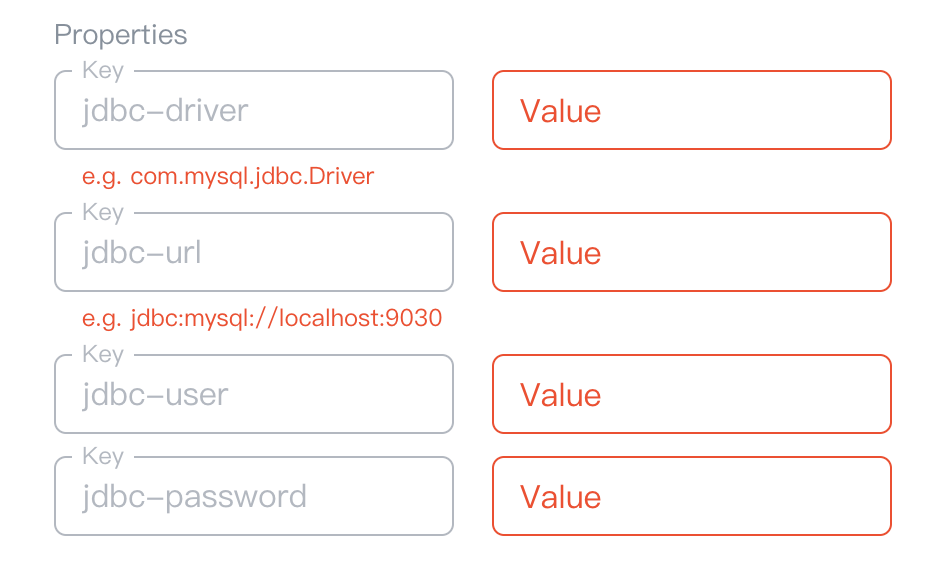 Properties
Key
jdbc-driver
Value
e.g. com.mysql.jdbc.Driver
Key
jdbc-url
Value
e.g. jdbc:mysql://localhost:9030
Key
jdbc-user
Value
Key
jdbc-password
Value